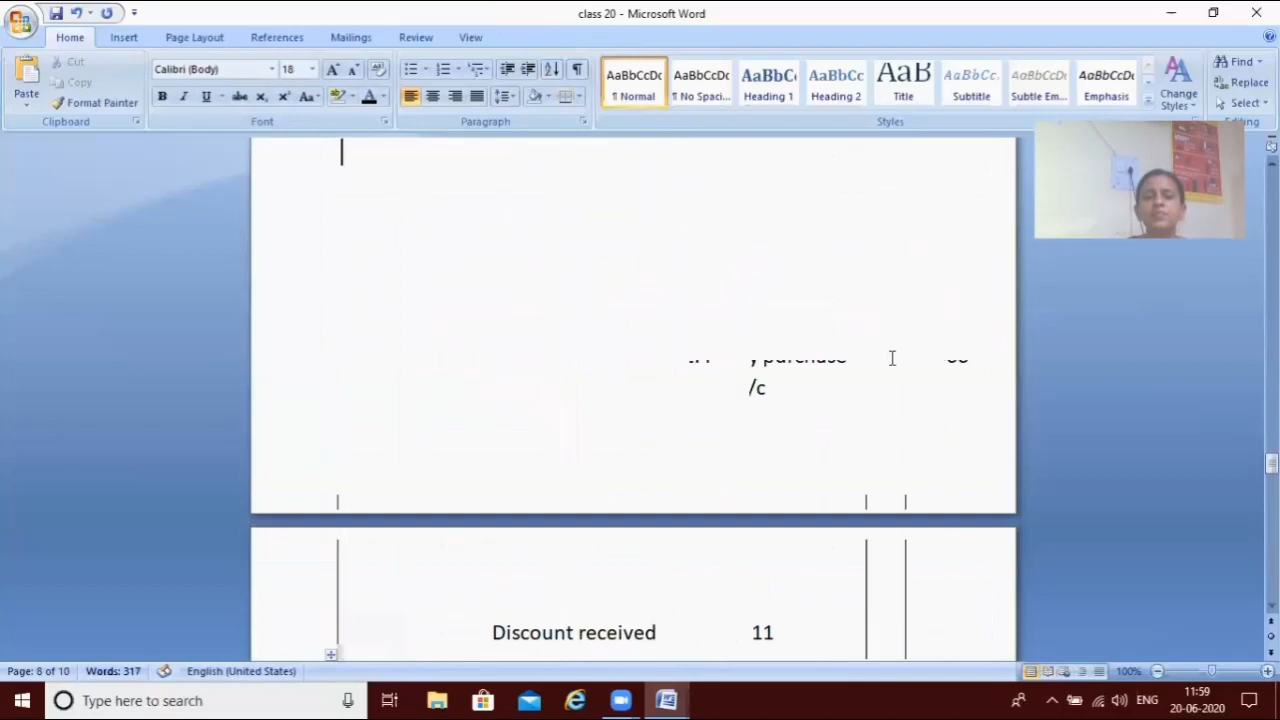 class 20 - Microsoft Word
Home Insert Page Layout References Mailings Review View
Paste
Cut
Copy
Format Painter
Clipboard
Calibri (Body) 18
Font
Paragraph
AaBbCcDc AaBbCcDc AaBbC AaBbCc AaB AaBbCc. AaBbCcDc AaBbCcDc
¶ Normal ¶ No Spaci... Heading 1 Heading 2 Title Subtitle Subtle Em... Emphasis
Change Styles
Styles
Find
Replace
Select
Editing
purchase
/c
Discount received 11
Page: 8 of 10 Words: 317 English (United States) 100%
Type here to search
ENG
11:59
20-06-2020